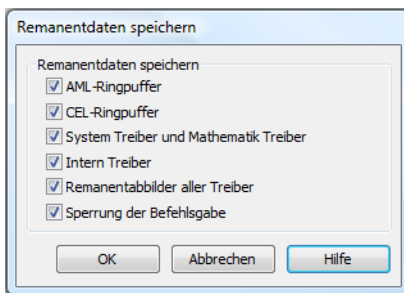 Remanentdaten speichern
Remanentdaten speichern
AML-Ringpuffer
CEL-Ringpuffer
System Treiber und Mathematik Treiber
Intern Treiber
Remanentabbilder aller Treiber
Sperrung der Befehlsgabe
OK Abbrechen Hilfe